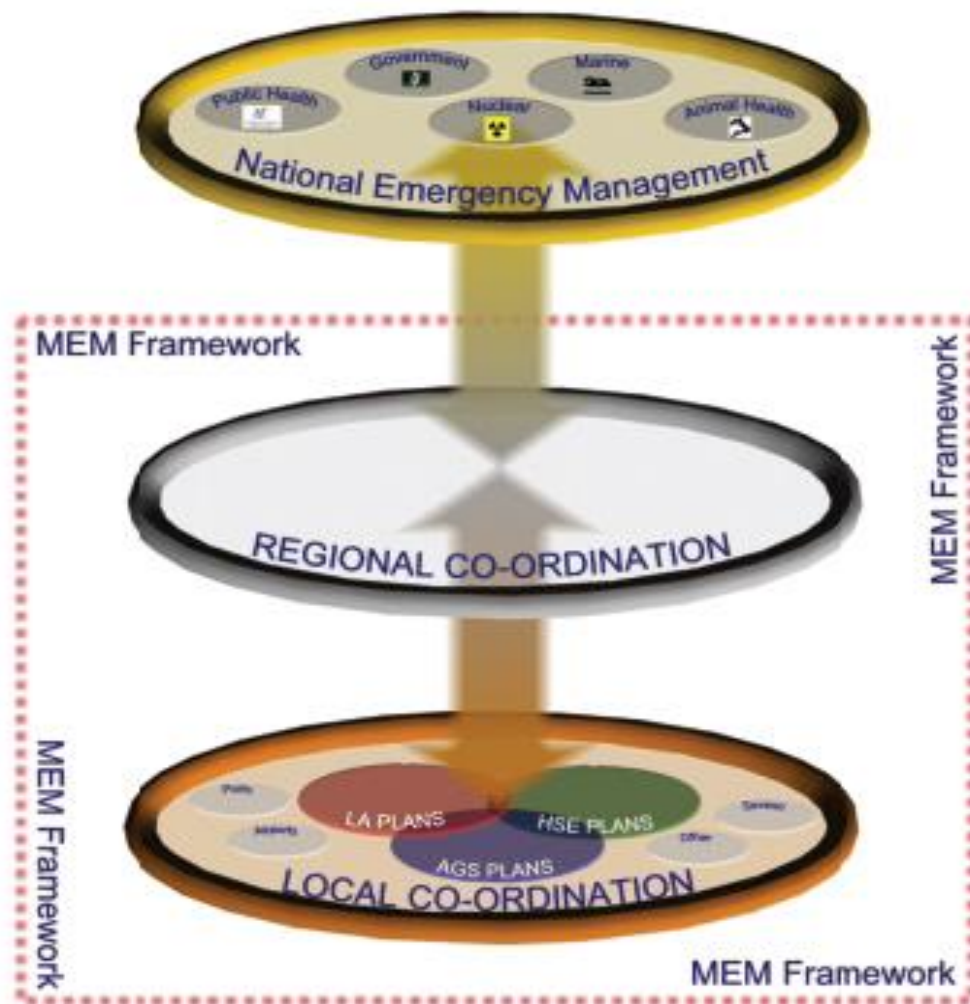 Government
Marine
Public Health
Nuclear
Animal Health
National Emergency Management
MEM Framework
MEM Framework
REGIONAL CO-ORDINATION
MEM Framework
LA PLANS
HSE PLANS
Other
AGS PLANS
LOCAL CO-ORDINATION
MEM Framework